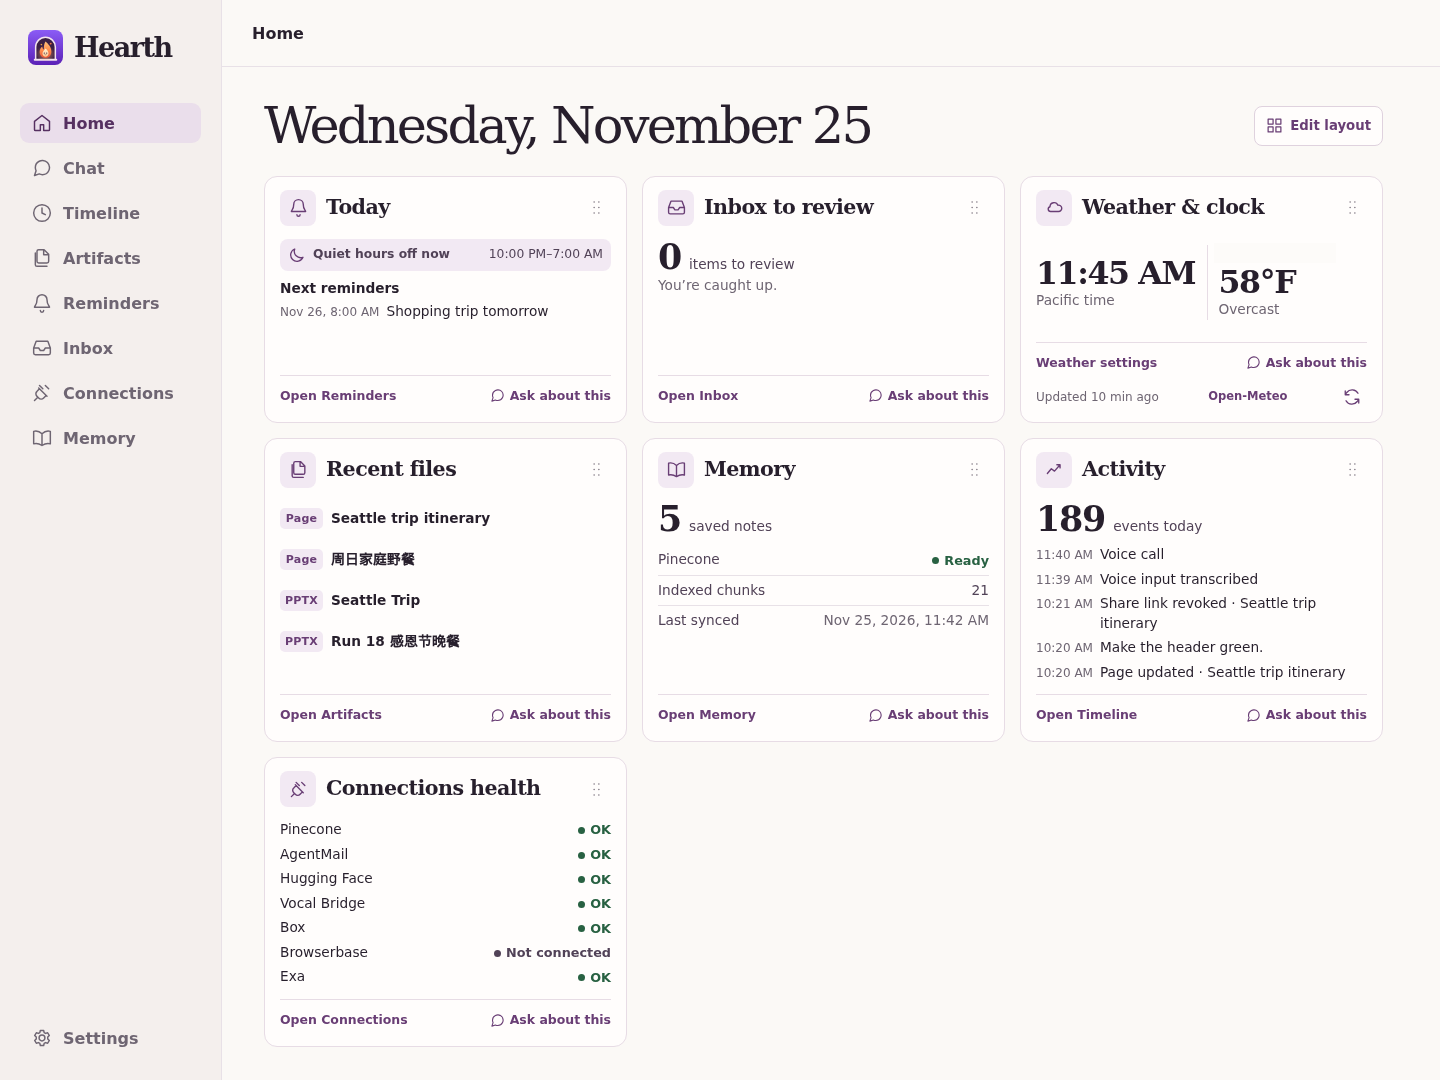 Hearth
Home
Chat
Timeline
Artifacts
Reminders
Inbox
Connections
Memory
Settings
Home
Wednesday, November 25
Edit layout
Today
Quiet hours off now 10:00 PM–7:00 AM
Next reminders
Nov 26, 8:00 AM Shopping trip tomorrow
Open Reminders Ask about this
Inbox to review
0 items to review
You’re caught up.
Open Inbox Ask about this
Weather & clock
11:45 AM
Pacific time
58°F
Overcast
Weather settings Ask about this
Updated 10 min ago Open-Meteo
Recent files
Page Seattle trip itinerary
Page 周日家庭野餐
PPTX Seattle Trip
PPTX Run 18 感恩节晚餐
Open Artifacts Ask about this
Memory
5 saved notes
Pinecone Ready
Indexed chunks 21
Last synced Nov 25, 2026, 11:42 AM
Open Memory Ask about this
Activity
189 events today
11:40 AM Voice call
11:39 AM Voice input transcribed
10:21 AM Share link revoked · Seattle trip
itinerary
10:20 AM Make the header green.
10:20 AM Page updated · Seattle trip itinerary
Open Timeline Ask about this
Connections health
Pinecone OK
AgentMail OK
Hugging Face OK
Vocal Bridge OK
Box OK
Browserbase Not connected
Exa OK
Open Connections Ask about this